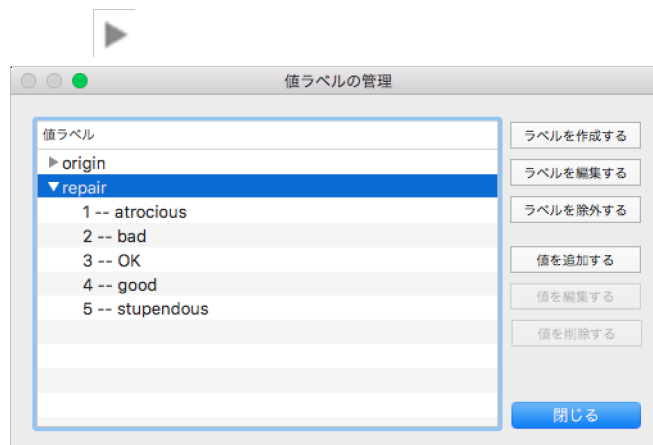 値ラベルの管理
値ラベル
origin
repair
1 -- atrocious
2 -- bad
3 -- OK
4 -- good
5 -- stupendous
ラベルを作成する
ラベルを編集する
ラベルを除外する
値を追加する
値を編集する
値を削除する
閉じる